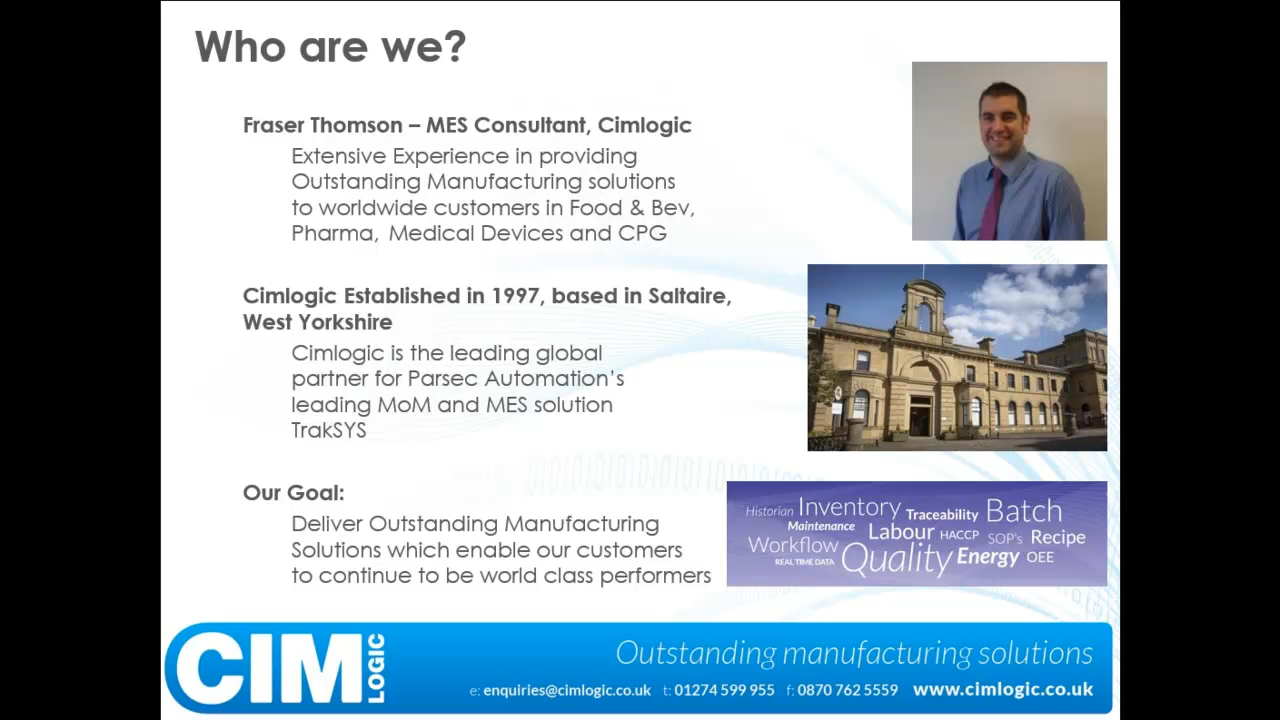 Who are we?
Fraser Thomson – MES Consultant, Cimlogic
Extensive Experience in providing
Outstanding Manufacturing solutions
to worldwide customers in Food & Bev,
Pharma, Medical Devices and CPG
Cimlogic Established in 1997, based in Saltaire,
West Yorkshire
Cimlogic is the leading global
partner for Parsec Automation's
leading MoM and MES solution
TrakSYS
Our Goal:
Deliver Outstanding Manufacturing
Solutions which enable our customers
to continue to be world class performers
Historian Inventory Traceability Batch
Maintenance Labour HACCP SOP's Recipe
Workflow Quality Energy OEE
REAL TIME DATA
CIM LOGIC
Outstanding manufacturing solutions
e: enquiries@cimlogic.co.uk t: 01274 599 955 f: 0870 762 5559 www.cimlogic.co.uk